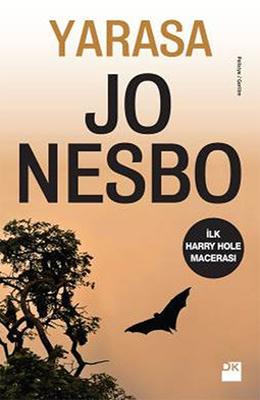 YARASA
JO
NESBO
Polisiye / Gerilim
İLK
HARRY HOLE
MACERASI
DK